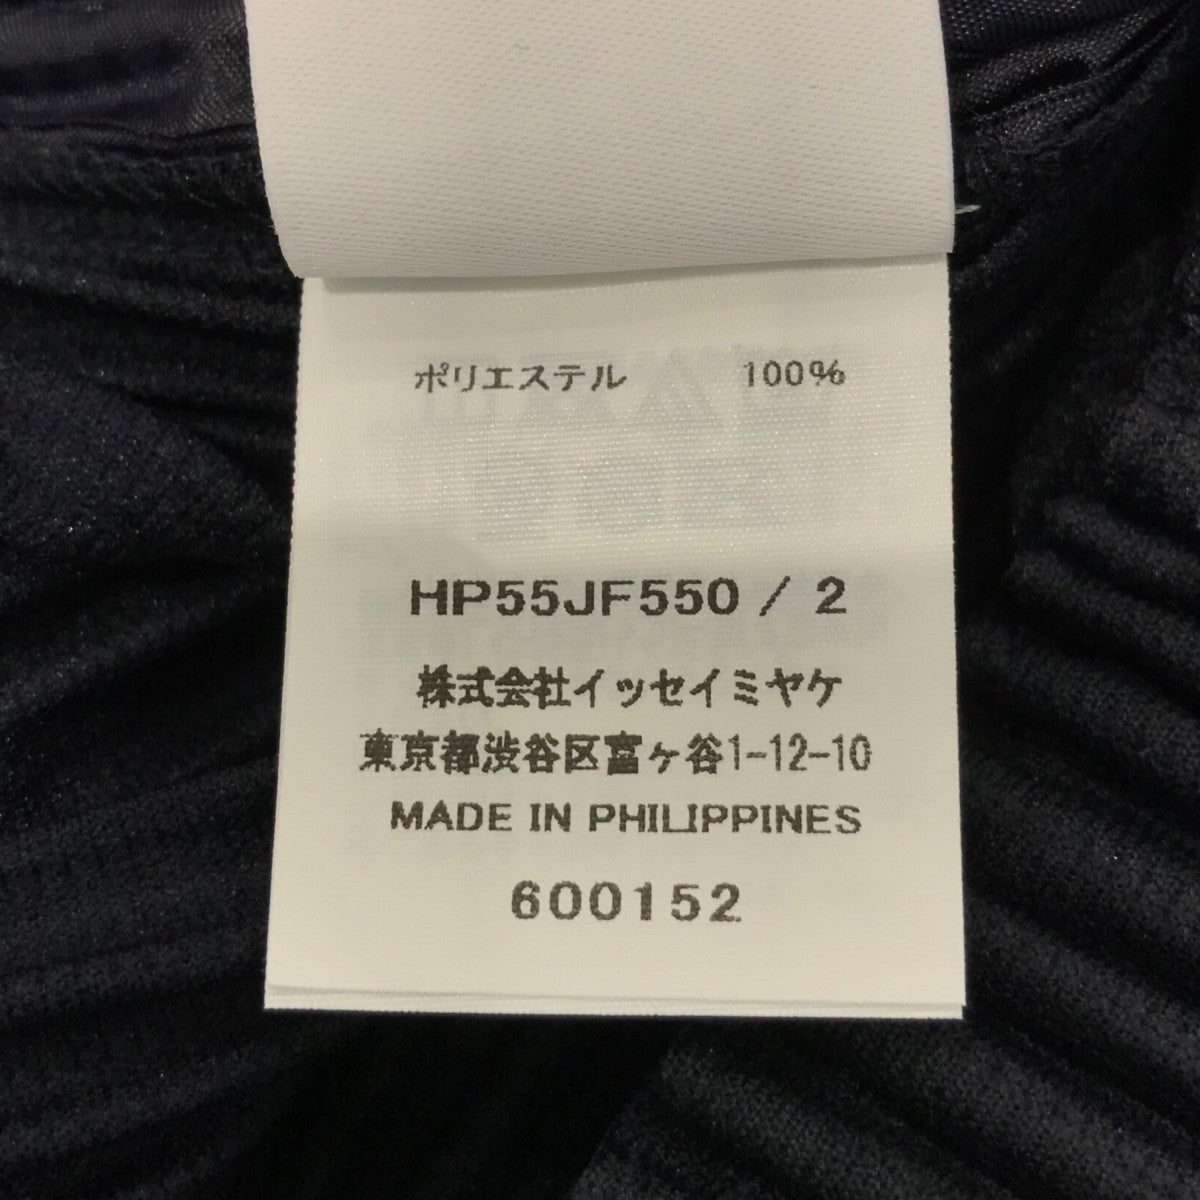 ポリエステル 100%
HP55JF550 / 2
株式会社イッセイミヤケ
東京都渋谷区富ヶ谷1-12-10
MADE IN PHILIPPINES
600152